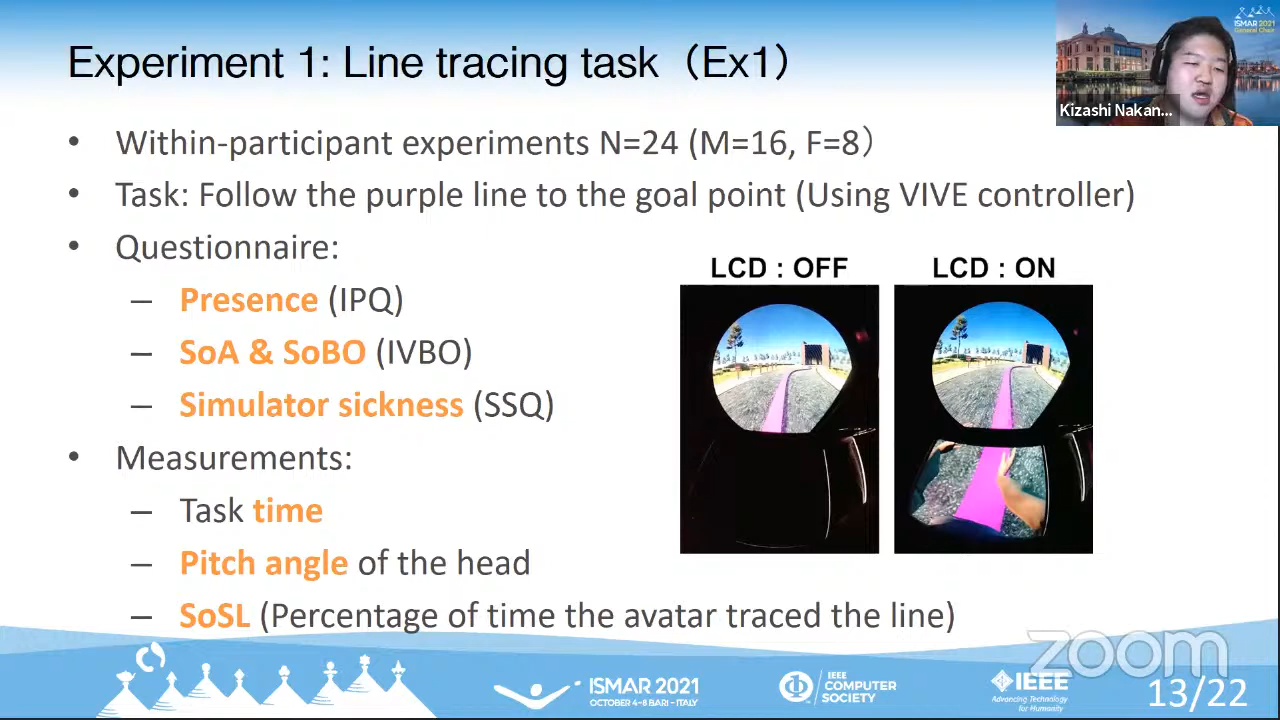 Experiment 1: Line tracing task（Ex1）
ISMAR 2021
General Chair
Kizashi Nakan...
• Within-participant experiments N=24 (M=16, F=8）
• Task: Follow the purple line to the goal point (Using VIVE controller)
• Questionnaire:
– Presence (IPQ)
– SoA & SoBO (IVBO)
– Simulator sickness (SSQ)
• Measurements:
– Task time
– Pitch angle of the head
– SoSL (Percentage of time the avatar traced the line)
LCD : OFF
LCD : ON
zoom
ISMAR 2021
OCTOBER 4-8 BARI - ITALY
IEEE
COMPUTER
SOCIETY
IEEE
Advancing Technology
for Humanity
13/22